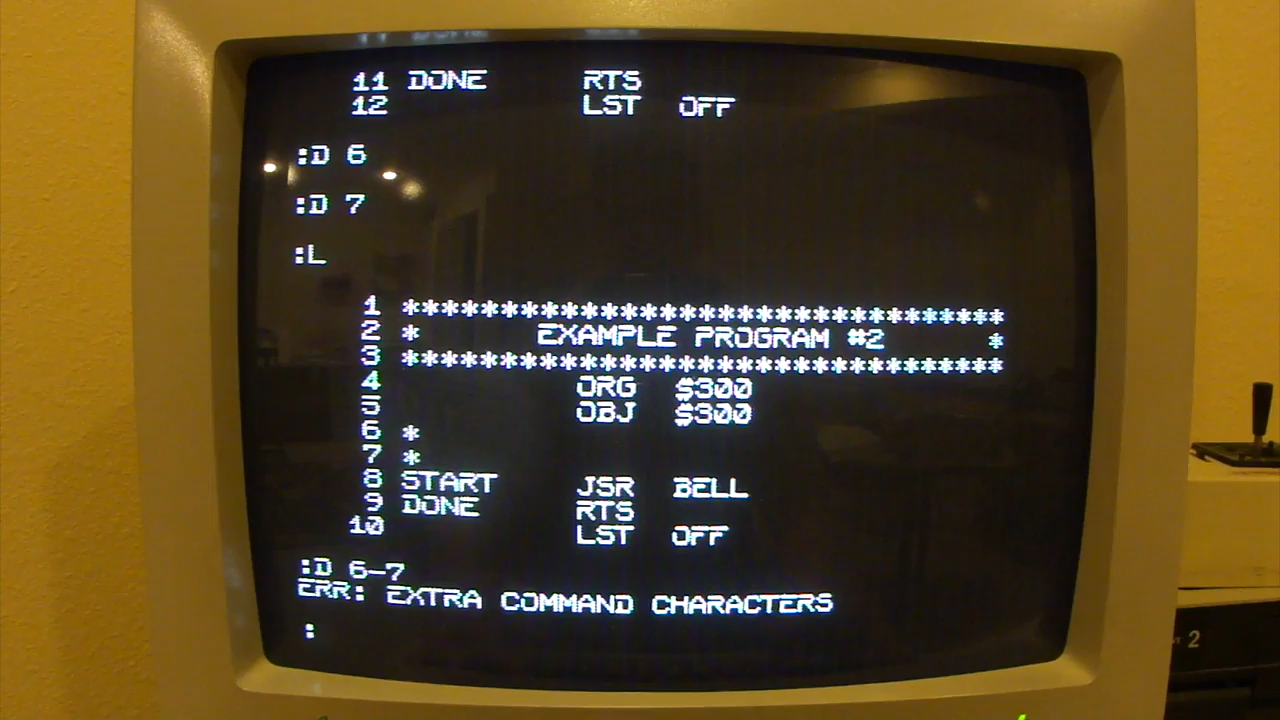 11 DONE RTS
12 LST OFF
:D 6
:D 7
:L
1 *******************************
2 * EXAMPLE PROGRAM #2 *
3 *******************************
4 ORG $300
5 OBJ $300
6 *
7 *
8 START JSR BELL
9 DONE RTS
10 LST OFF
:D 6-7
ERR: EXTRA COMMAND CHARACTERS
:
2